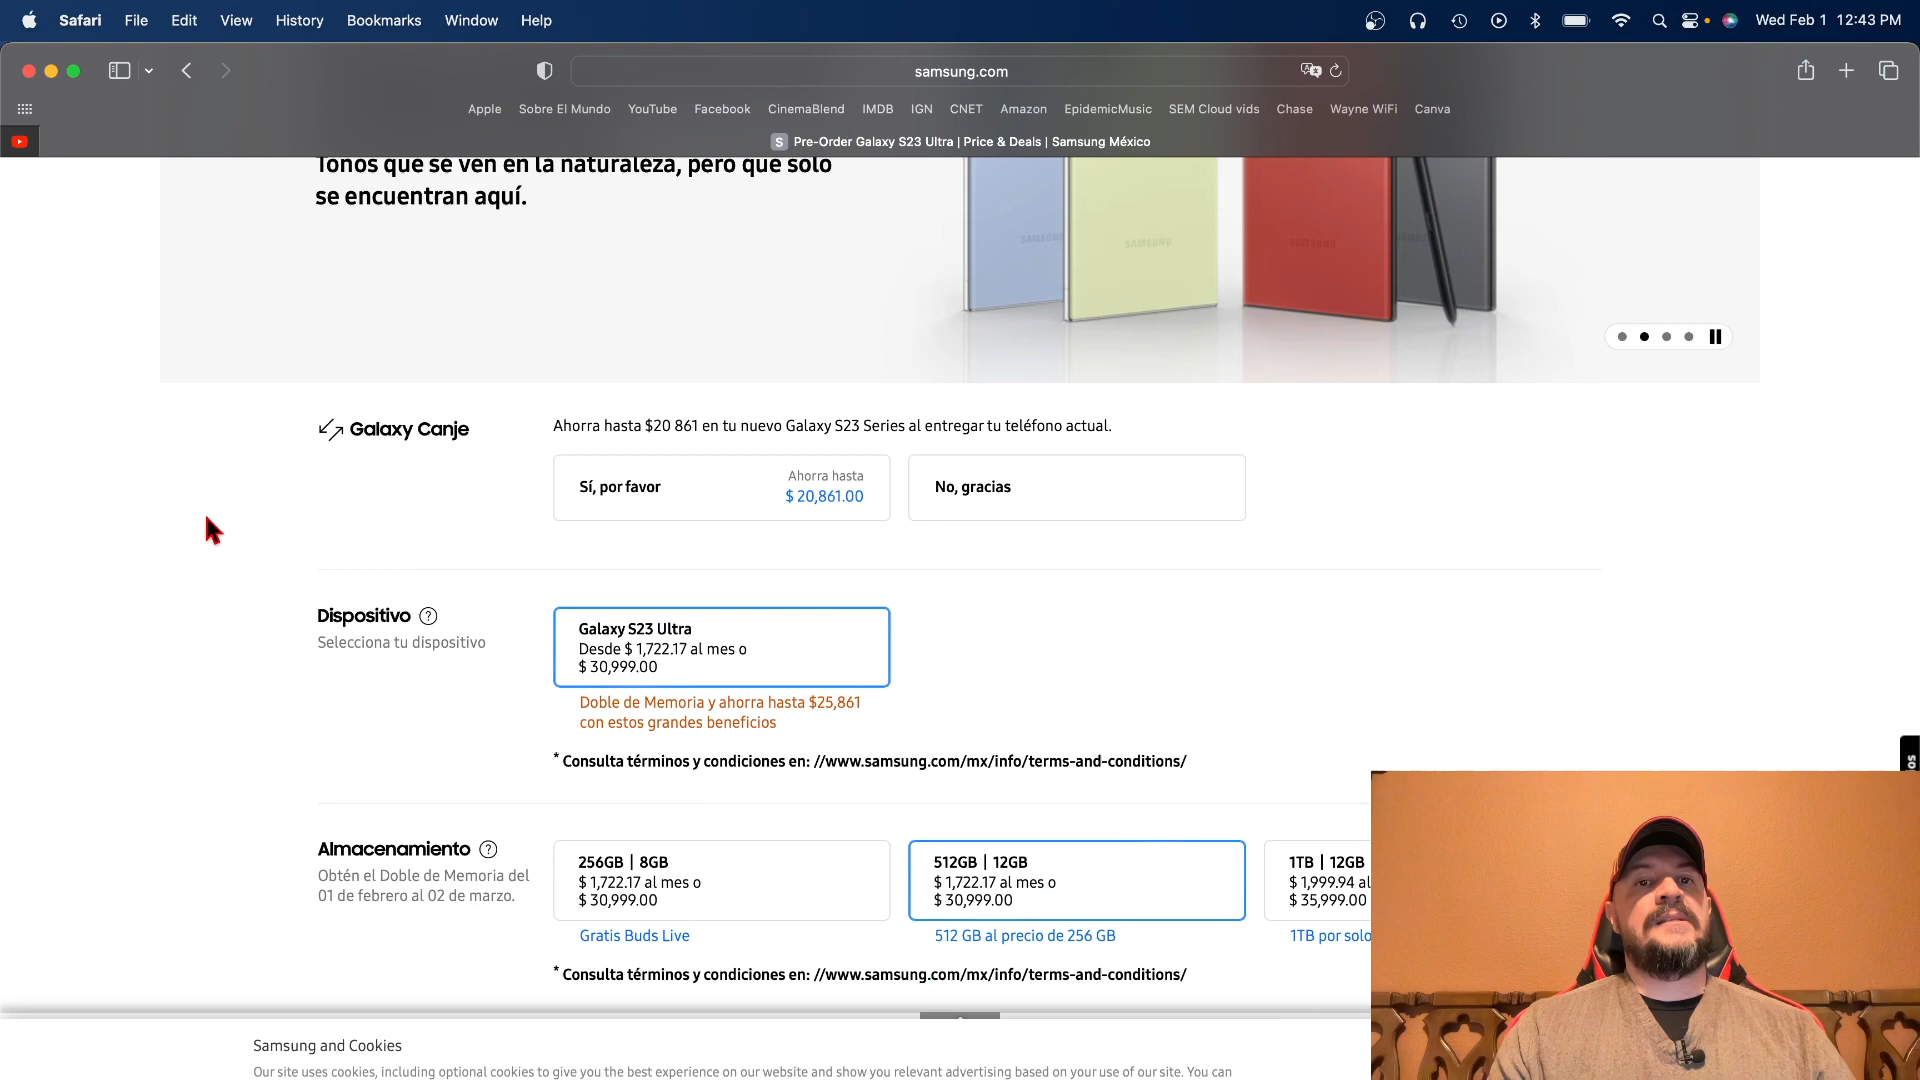 Safari File Edit View History Bookmarks Window Help Wed Feb 1 12:43 PM
samsung.com
Apple Sobre El Mundo YouTube Facebook CinemaBlend IMDB IGN CNET Amazon EpidemicMusic SEM Cloud vids Chase Wayne WiFi Canva
S Pre-Order Galaxy S23 Ultra | Price & Deals | Samsung México
Tonos que se ven en la naturaleza, pero que solo
se encuentran aquí.
SAMSUNG SAMSUNG SAMSUNG
Galaxy Canje
Ahorra hasta $20 861 en tu nuevo Galaxy S23 Series al entregar tu teléfono actual.
Sí, por favor
Ahorra hasta
$ 20,861.00
No, gracias
Dispositivo ?
Selecciona tu dispositivo
Galaxy S23 Ultra
Desde $ 1,722.17 al mes o
$ 30,999.00
Doble de Memoria y ahorra hasta $25,861
con estos grandes beneficios
* Consulta términos y condiciones en: //www.samsung.com/mx/info/terms-and-conditions/
Almacenamiento ?
Obtén el Doble de Memoria del
01 de febrero al 02 de marzo.
256GB | 8GB
$ 1,722.17 al mes o
$ 30,999.00
Gratis Buds Live
512GB | 12GB
$ 1,722.17 al mes o
$ 30,999.00
512 GB al precio de 256 GB
1TB | 12GB
$ 1,999.94 al
$ 35,999.00
1TB por solo
* Consulta términos y condiciones en: //www.samsung.com/mx/info/terms-and-conditions/
Samsung and Cookies
Our site uses cookies, including optional cookies to give you the best experience on our website and show you relevant advertising based on your use of our site. You can